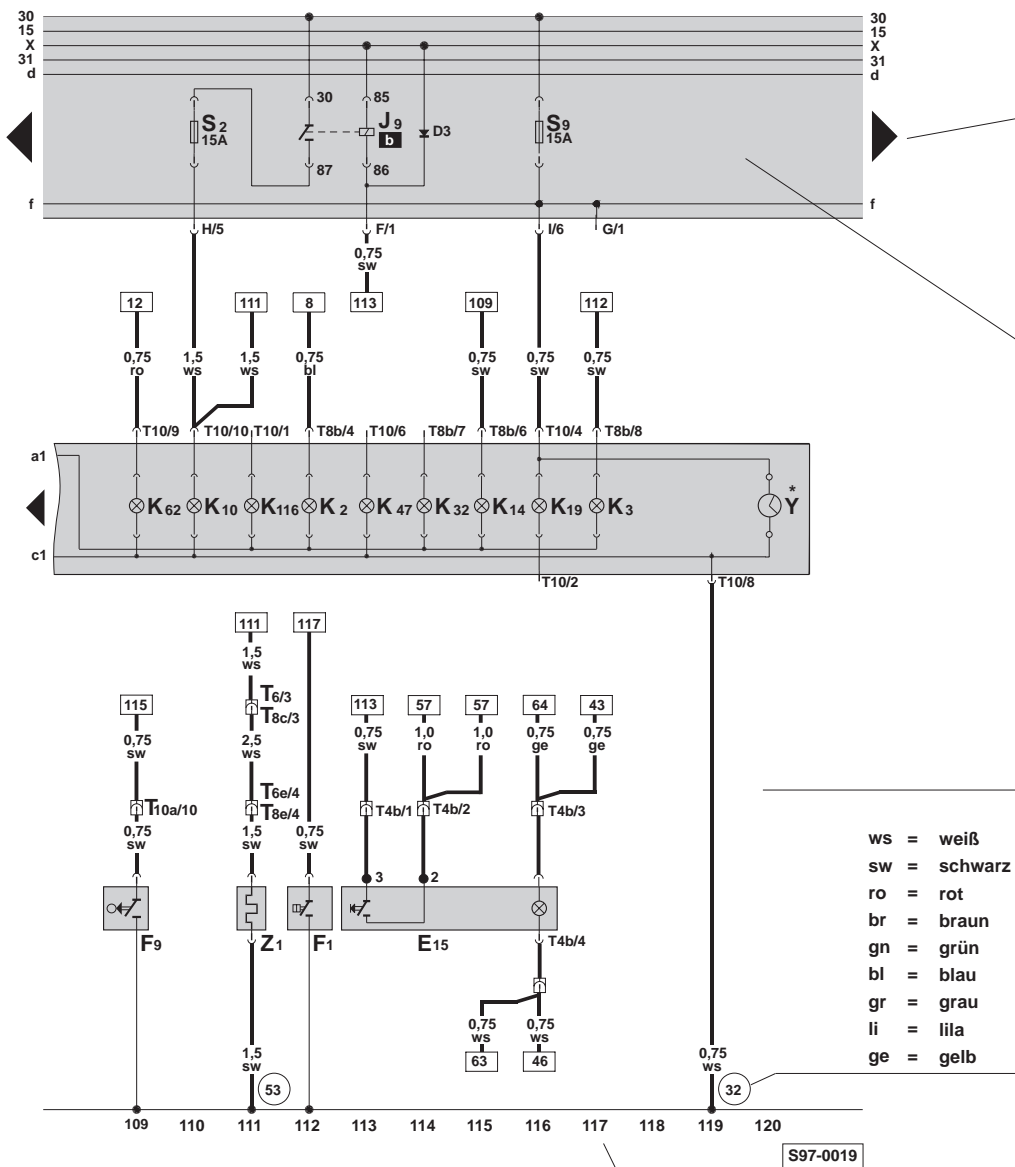 30 30
15 15
X X
31 31
d d
30 85
S2 15A
J9
b
D3
S9 15A
87 86
f f
H/5 F/1 I/6 G/1
0,75 sw
12 111 8 113 109 112
0,75 ro
1,5 ws
1,5 ws
0,75 bl
0,75 sw
0,75 sw
0,75 sw
T10/9 T10/10 T10/1 T8b/4 T10/6 T8b/7 T8b/6 T10/4 T8b/8
a1
K62 K10 K116 K2 K47 K32 K14 K19 K3 * Y
c1
T10/2 T10/8
111 117
1,5 ws
T6/3
T8c/3
115 113 57 57 64 43
0,75 sw
2,5 ws
0,75 sw
1,0 ro
1,0 ro
0,75 ge
0,75 ge
T10a/10
T6e/4
T8e/4
T4b/1 T4b/2 T4b/3
0,75 sw
1,5 sw
0,75 sw
3 2
F9 Z1 F1 E15 T4b/4
ws = weiß
sw = schwarz
ro = rot
br = braun
gn = grün
bl = blau
gr = grau
li = lila
ge = gelb
0,75 ws
0,75 ws
63 46
1,5 sw
53
0,75 ws
32
109 110 111 112 113 114 115 116 117 118 119 120
S97-0019